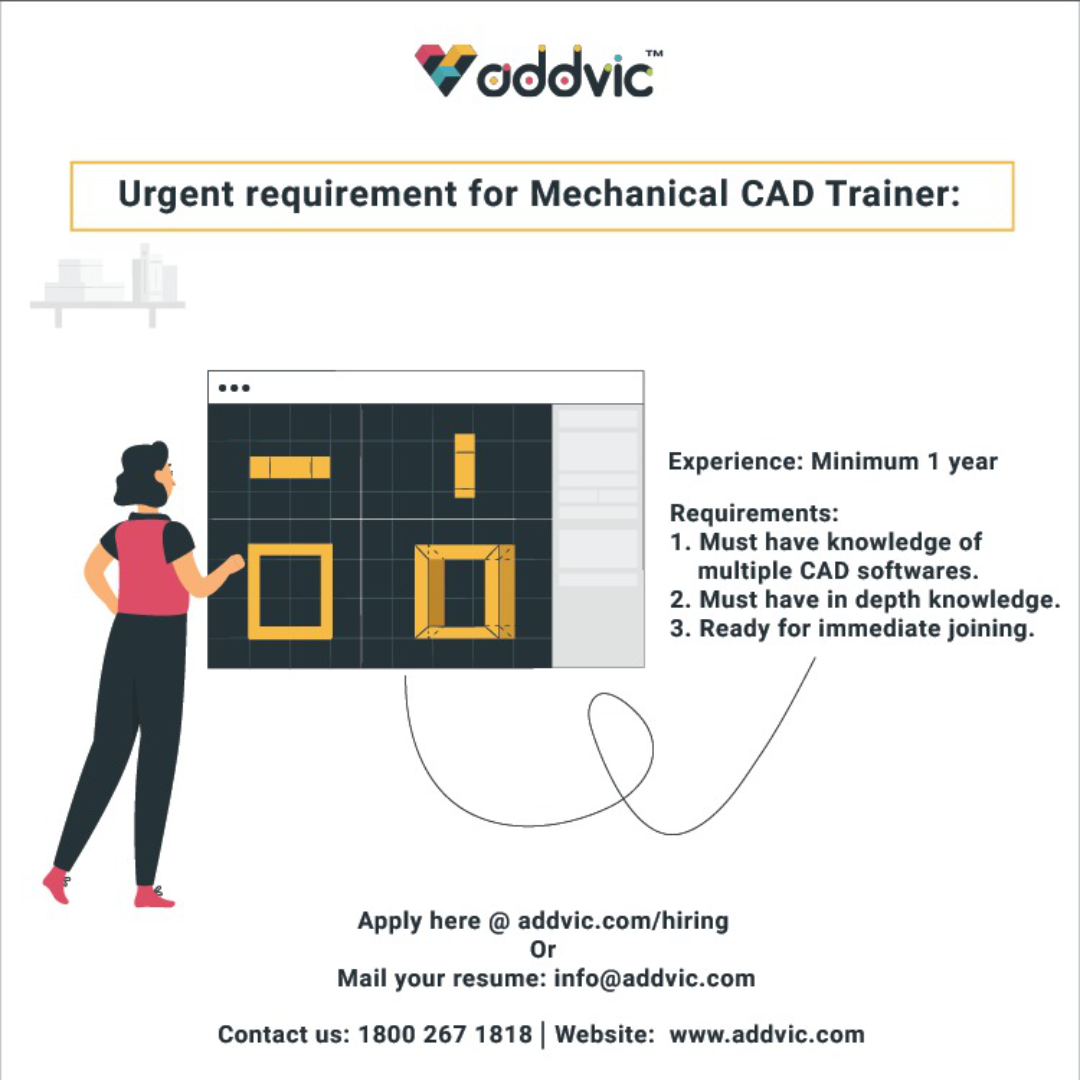 addvic™
Urgent requirement for Mechanical CAD Trainer:
Experience: Minimum 1 year
Requirements:
1. Must have knowledge of
multiple CAD softwares.
2. Must have in depth knowledge.
3. Ready for immediate joining.
Apply here @ addvic.com/hiring
Or
Mail your resume: info@addvic.com
Contact us: 1800 267 1818 | Website: www.addvic.com